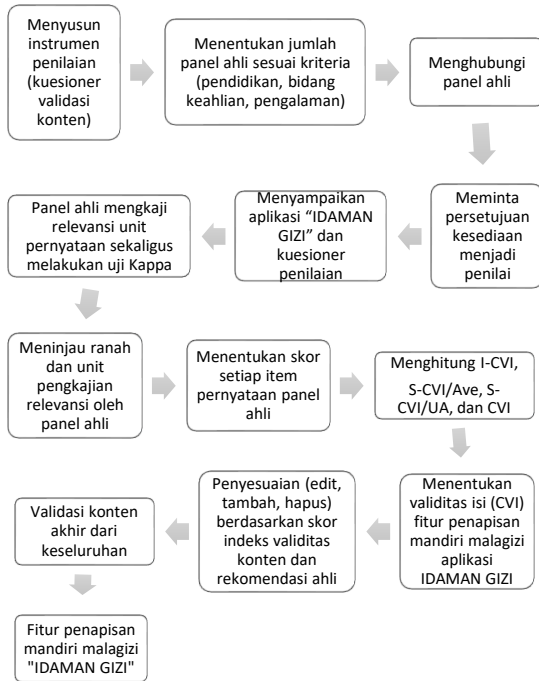 Menyusun
instrumen
penilaian
(kuesioner
validasi
konten)
Menentukan jumlah
panel ahli sesuai kriteria
(pendidikan, bidang
keahlian, pengalaman)
Menghubungi
panel ahli
Meminta
persetujuan
kesediaan
menjadi
penilai
Menyampaikan
aplikasi “IDAMAN
GIZI” dan
kuesioner
penilaian
Panel ahli mengkaji
relevansi unit
pernyataan sekaligus
melakukan uji Kappa
Meninjau ranah
dan unit
pengkajian
relevansi oleh
panel ahli
Menentukan skor
setiap item
pernyataan panel
ahli
Menghitung I-CVI,
S-CVI/Ave, S-
CVI/UA, dan CVI
Menentukan
validitas isi (CVI)
fitur penapisan
mandiri malagizi
aplikasi
IDAMAN GIZI
Penyesuaian (edit,
tambah, hapus)
berdasarkan skor
indeks validitas
konten dan
rekomendasi ahli
Validasi konten
akhir dari
keseluruhan
Fitur penapisan
mandiri malagizi
"IDAMAN GIZI"